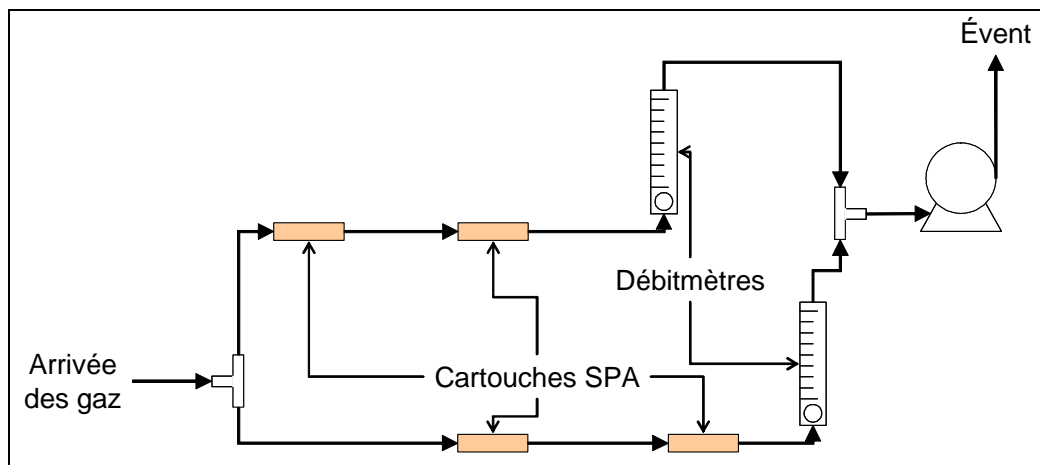 Évent
Débitmètres
Arrivée
des gaz
Cartouches SPA